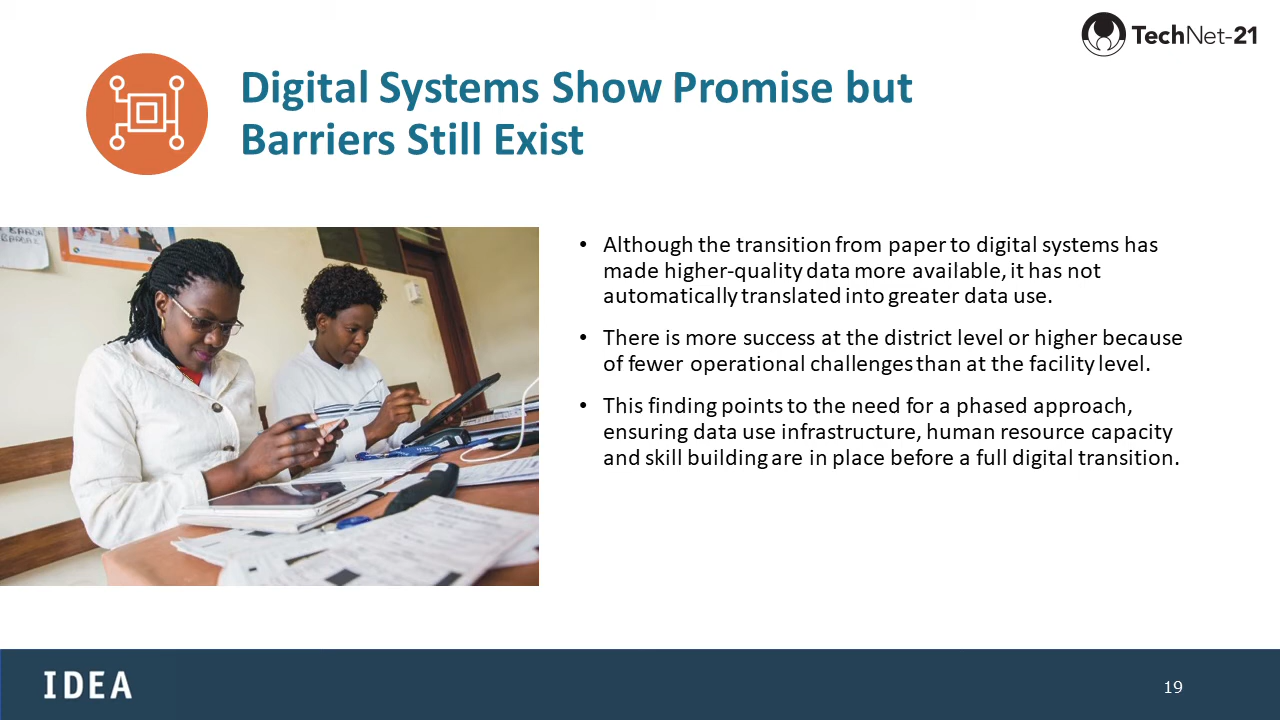 TechNet-21
Digital Systems Show Promise but
Barriers Still Exist
• Although the transition from paper to digital systems has
made higher-quality data more available, it has not
automatically translated into greater data use.
• There is more success at the district level or higher because
of fewer operational challenges than at the facility level.
• This finding points to the need for a phased approach,
ensuring data use infrastructure, human resource capacity
and skill building are in place before a full digital transition.
IDEA
19